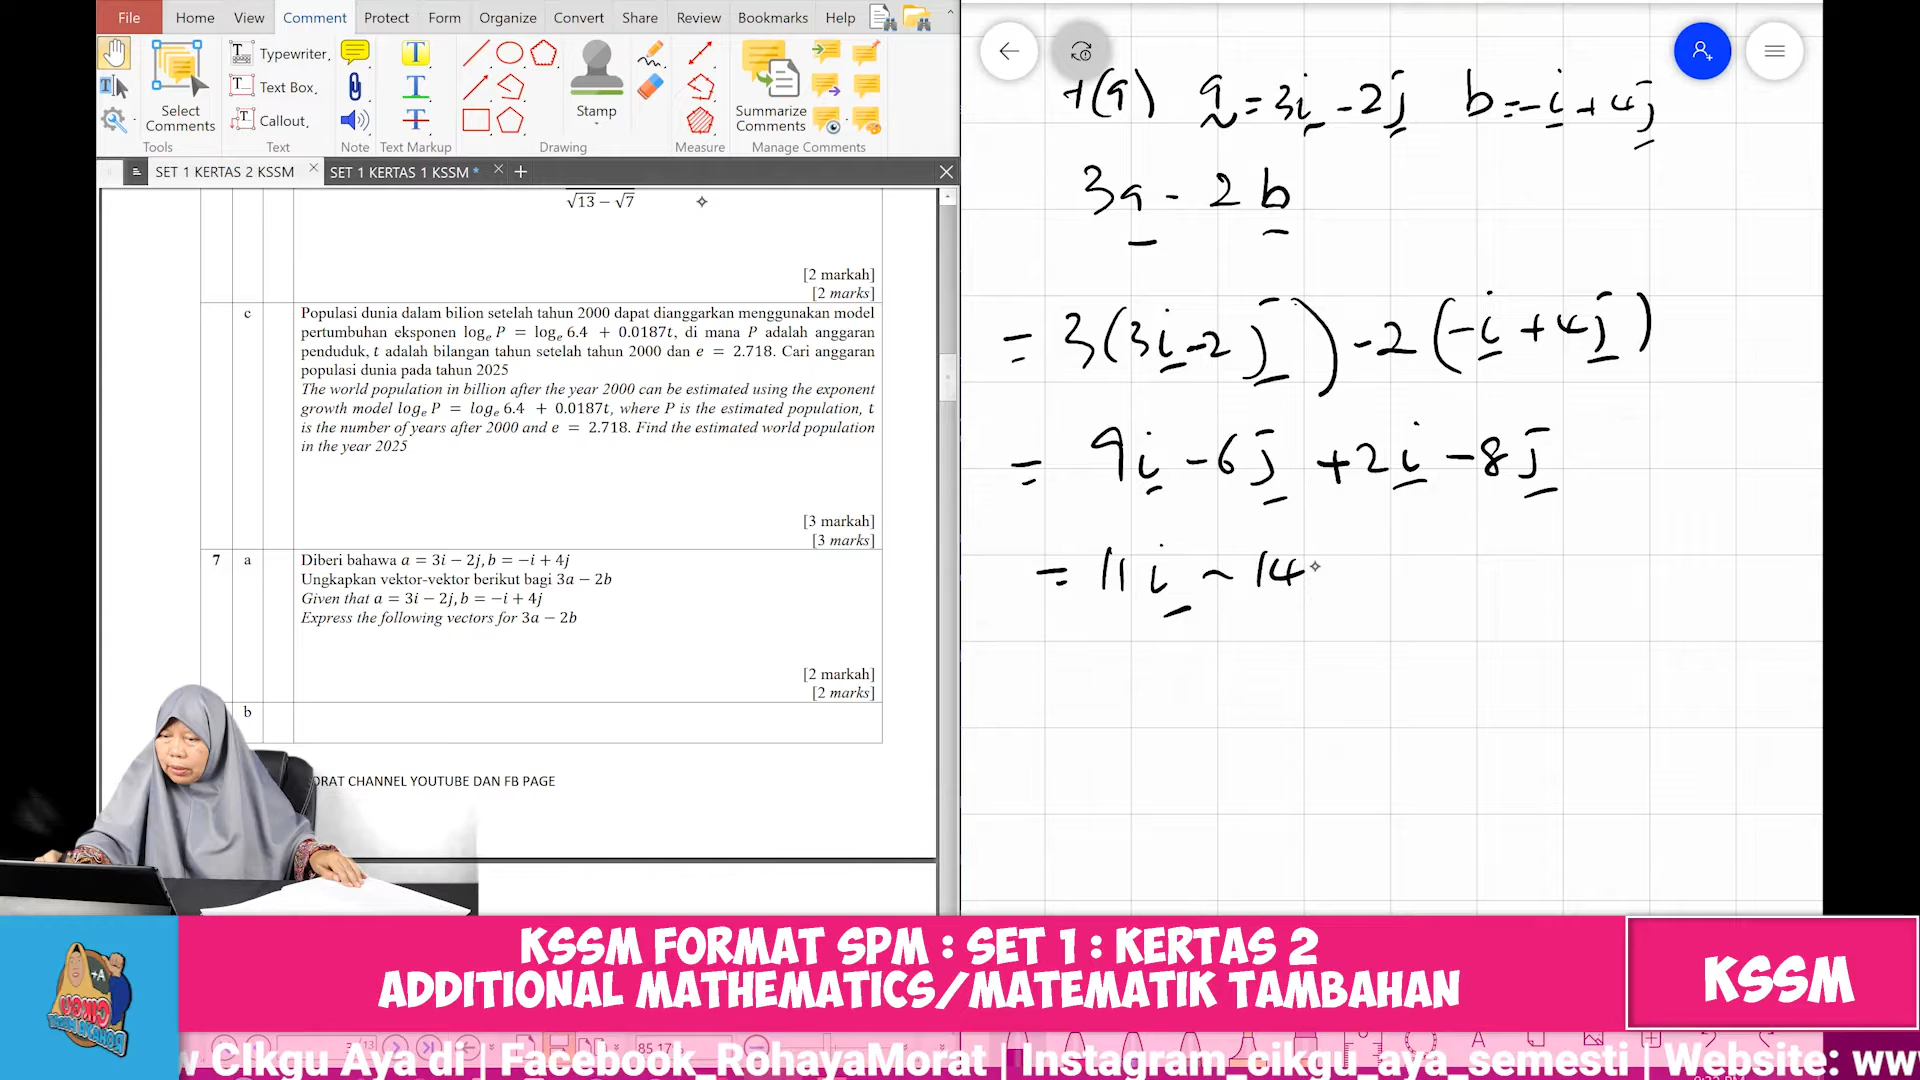 File Home View Comment Protect Form Organize Convert Share Review Bookmarks Help
Select Comments
Typewriter
Text Box
Callout
Stamp
Summarize Comments
Tools Text Note Text Markup Drawing Measure Manage Comments
SET 1 KERTAS 2 KSSM SET 1 KERTAS 1 KSSM *
√13 − √7
[2 markah]
[2 marks]
c Populasi dunia dalam bilion setelah tahun 2000 dapat dianggarkan menggunakan model
pertumbuhan eksponen logₑ P = logₑ 6.4 + 0.0187t, di mana P adalah anggaran
penduduk, t adalah bilangan tahun setelah tahun 2000 dan e = 2.718. Cari anggaran
populasi dunia pada tahun 2025
The world population in billion after the year 2000 can be estimated using the exponent
growth model logₑ P = logₑ 6.4 + 0.0187t, where P is the estimated population, t
is the number of years after 2000 and e = 2.718. Find the estimated world population
in the year 2025
[3 markah]
[3 marks]
7 a Diberi bahawa a = 3i − 2j, b = −i + 4j
Ungkapkan vektor-vektor berikut bagi 3a − 2b
Given that a = 3i − 2j, b = −i + 4j
Express the following vectors for 3a − 2b
[2 markah]
[2 marks]
b
ORAT CHANNEL YOUTUBE DAN FB PAGE
7(a) a = 3i − 2j b = −i + 4j
3a − 2b
= 3(3i − 2j) − 2(−i + 4j)
= 9i − 6j + 2i − 8j
= 11i − 14
KSSM FORMAT SPM : SET 1 : KERTAS 2
ADDITIONAL MATHEMATICS/MATEMATIK TAMBAHAN
KSSM
CIKGU
ROHAYA MORAT
w CIkgu Aya di | Facebook_RohayaMorat | Instagram_cikgu_aya_semesti | Website: ww